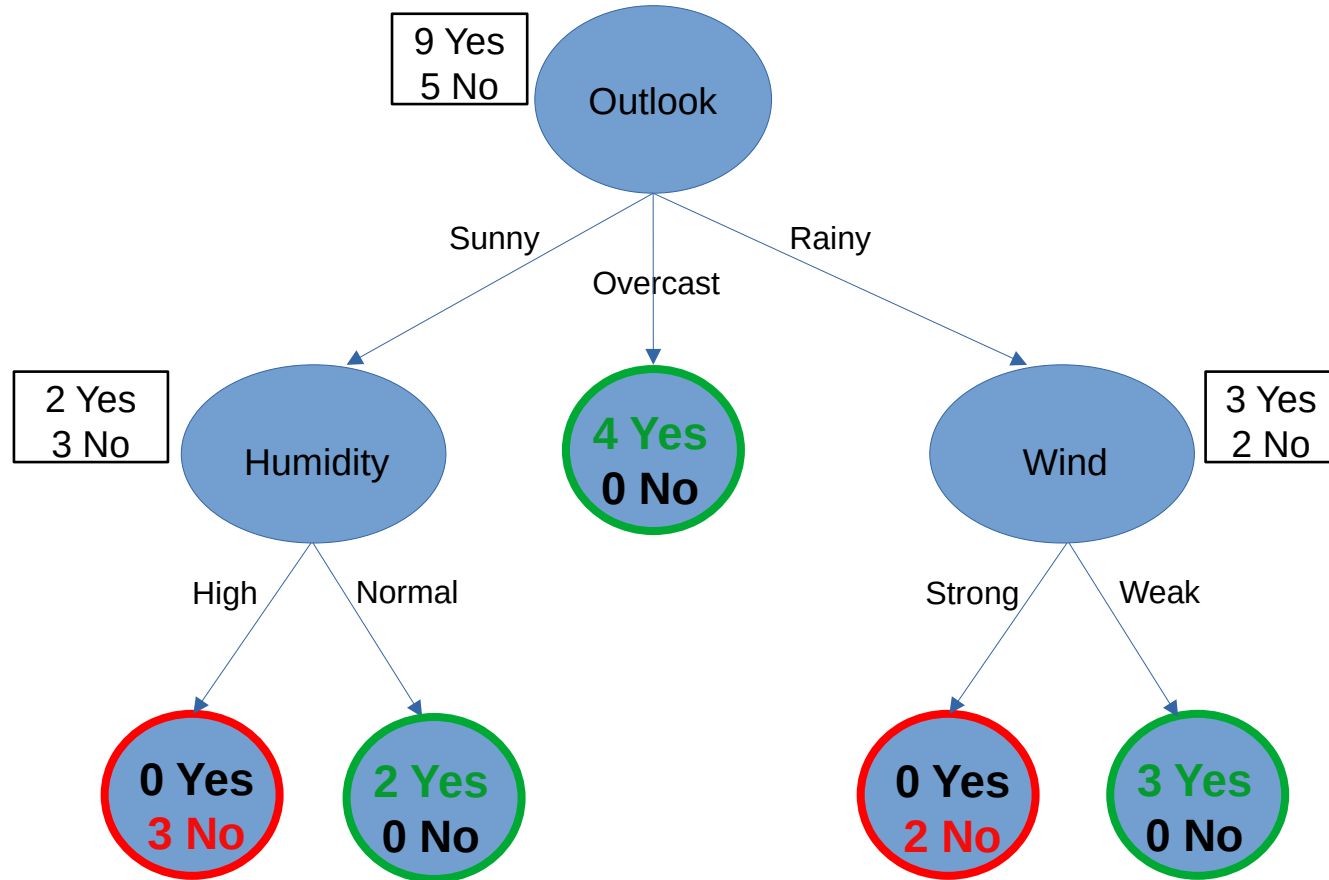 9 Yes
5 No
Outlook
Sunny
Overcast
Rainy
2 Yes
3 No
Humidity
4 Yes
0 No
Wind
3 Yes
2 No
High
Normal
Strong
Weak
0 Yes
3 No
2 Yes
0 No
0 Yes
2 No
3 Yes
0 No